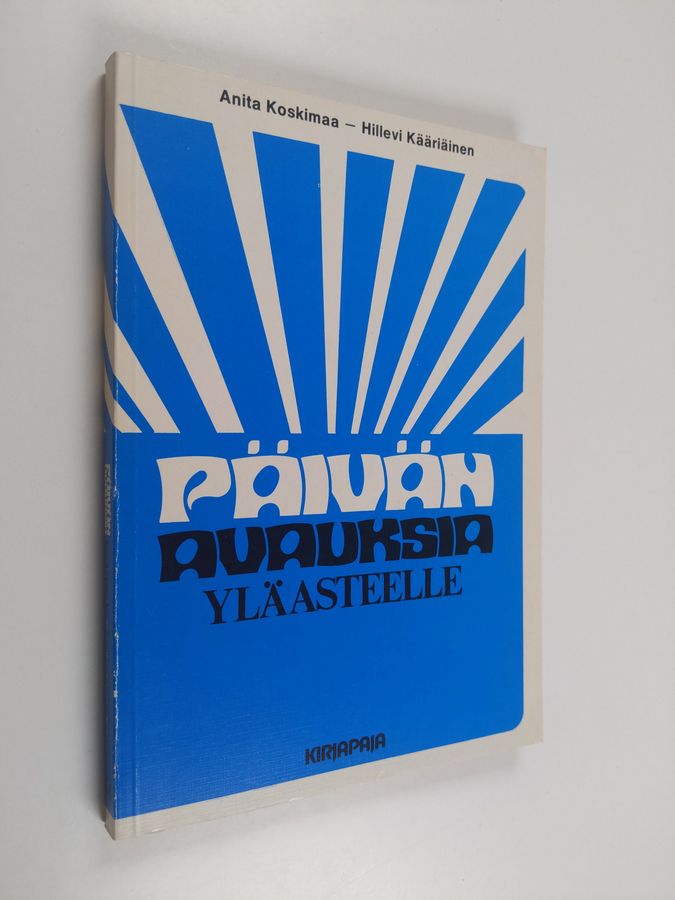 Anita Koskimaa – Hillevi Kääriäinen
PÄIVÄN
AVAUKSIA
YLÄASTEELLE
KIRJAPAJA